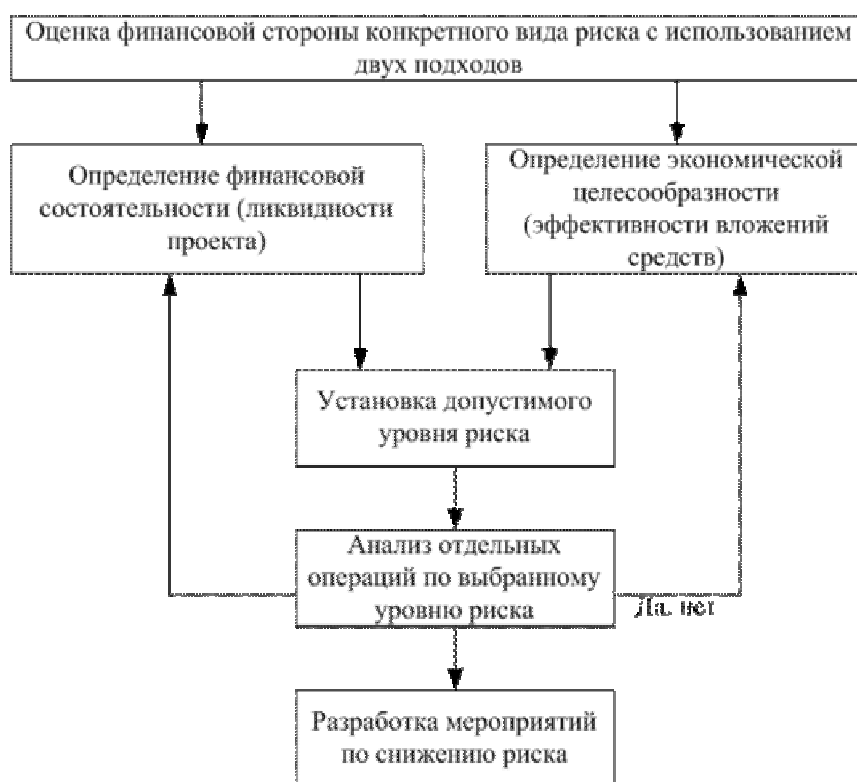 Оценка финансовой стороны конкретного вида риска с использованием
двух подходов
Определение финансовой
состоятельности (ликвидности
проекта)
Определение экономической
целесообразности
(эффективности вложений
средств)
Установка допустимого
уровня риска
Анализ отдельных
операций по выбранному
уровню риска
Да, нет
Разработка мероприятий
по снижению риска